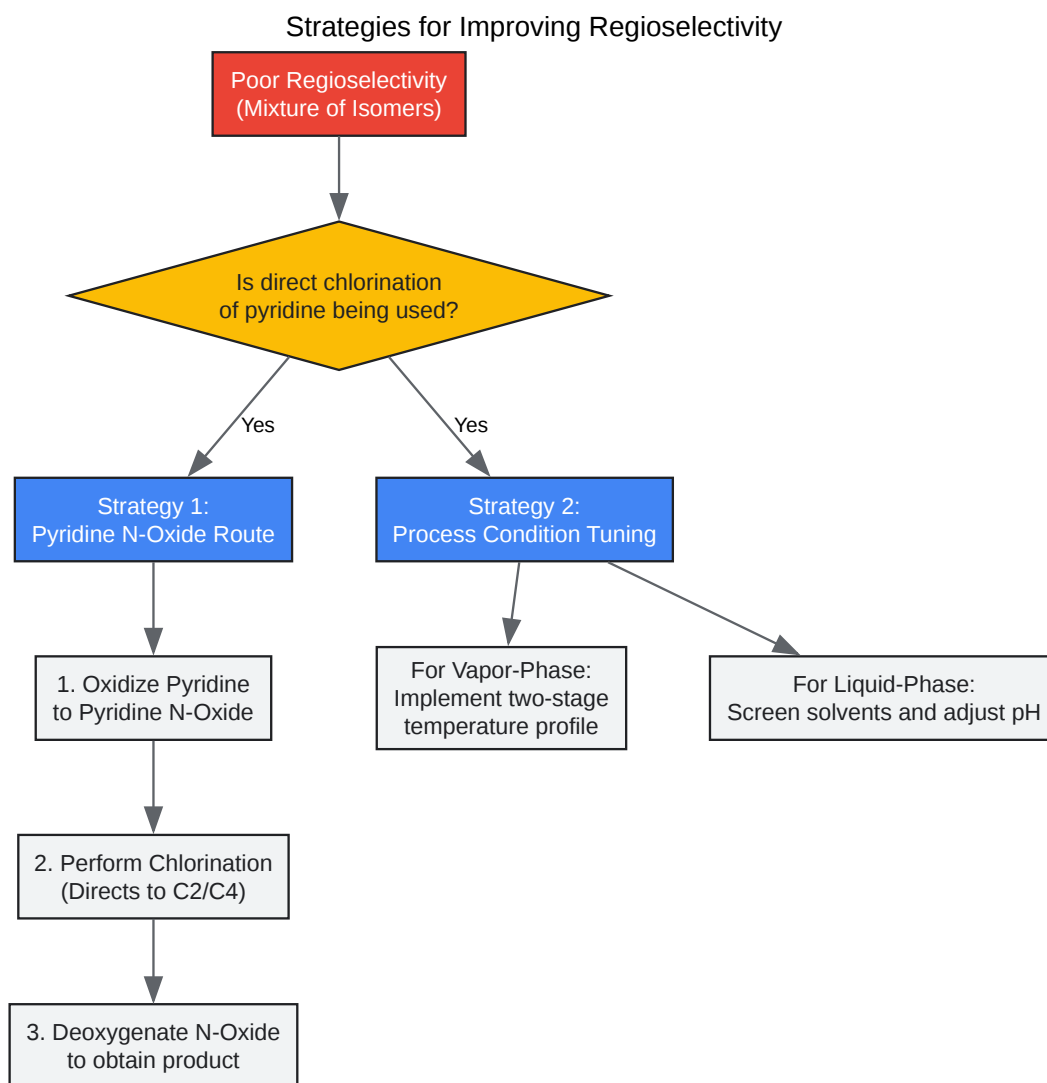 Strategies for Improving Regioselectivity
Poor Regioselectivity
(Mixture of Isomers)
Is direct chlorination
of pyridine being used?
Yes
Yes
Strategy 1:
Pyridine N-Oxide Route
Strategy 2:
Process Condition Tuning
1. Oxidize Pyridine
to Pyridine N-Oxide
For Vapor-Phase:
Implement two-stage
temperature profile
For Liquid-Phase:
Screen solvents and adjust pH
2. Perform Chlorination
(Directs to C2/C4)
3. Deoxygenate N-Oxide
to obtain product